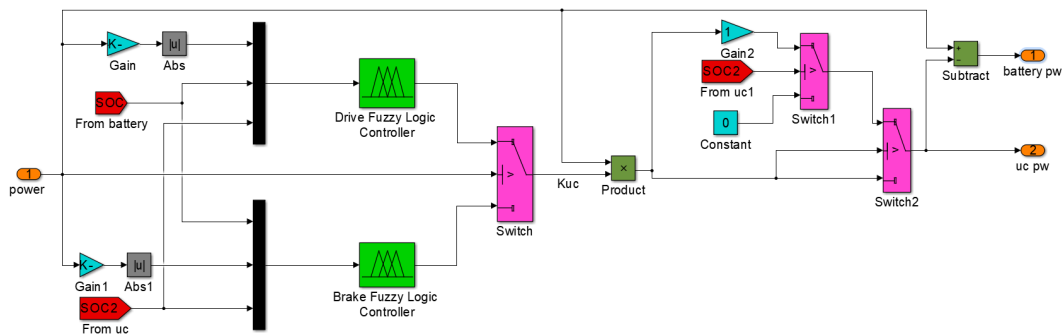 K-
Gain
|u|
Abs
SOC
From battery
Drive Fuzzy Logic
Controller
1
power
>
Switch
Kuc
×
Product
K-
Gain1
|u|
Abs1
SOC2
From uc
Brake Fuzzy Logic
Controller
1
Gain2
SOC2
From uc1
0
Constant
>
Switch1
>
Switch2
+
−
Subtract
1
battery pw
2
uc pw